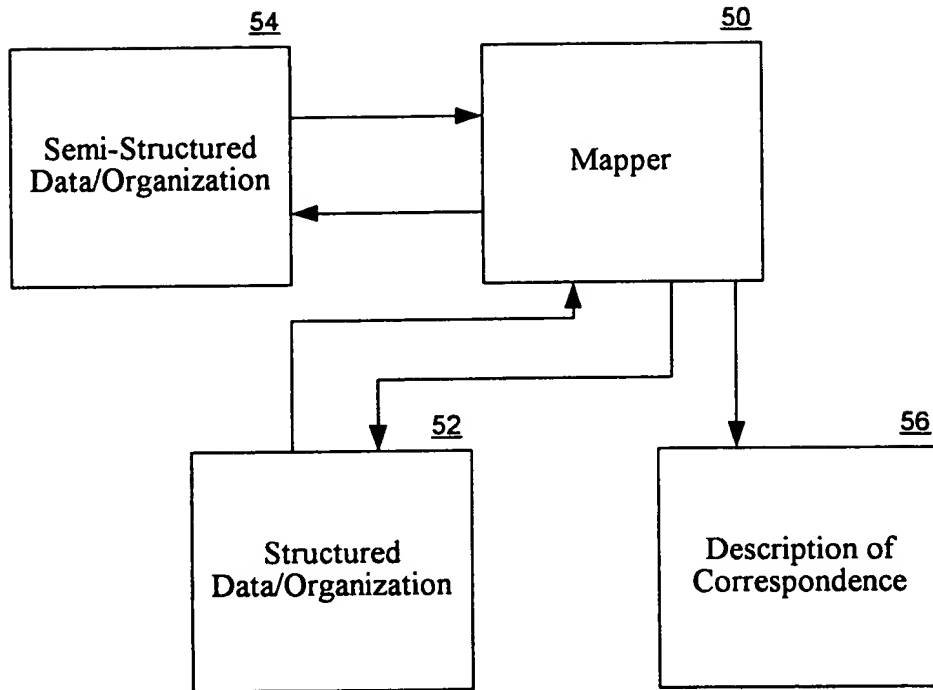 54
50
Semi-Structured
Data/Organization
Mapper
52
56
Structured
Data/Organization
Description of
Correspondence